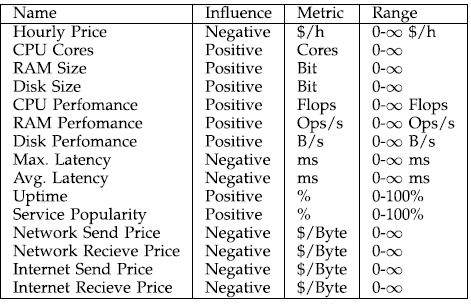 Name Influence Metric Range
Hourly Price Negative $/h 0-∞ $/h
CPU Cores Positive Cores 0-∞
RAM Size Positive Bit 0-∞
Disk Size Positive Bit 0-∞
CPU Perfomance Positive Flops 0-∞ Flops
RAM Perfomance Positive Ops/s 0-∞ Ops/s
Disk Perfomance Positive B/s 0-∞ B/s
Max. Latency Negative ms 0-∞ ms
Avg. Latency Negative ms 0-∞ ms
Uptime Positive % 0-100%
Service Popularity Positive % 0-100%
Network Send Price Negative $/Byte 0-∞
Network Recieve Price Negative $/Byte 0-∞
Internet Send Price Negative $/Byte 0-∞
Internet Recieve Price Negative $/Byte 0-∞